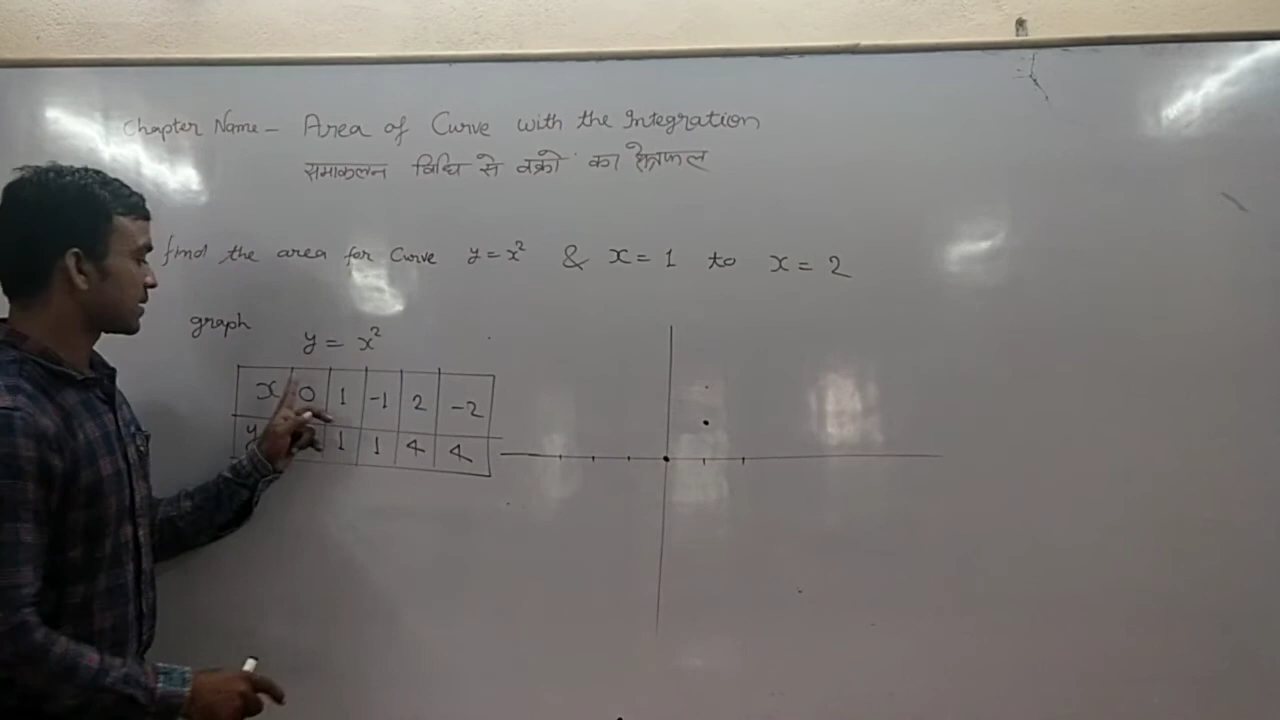 Chapter Name - Area of Curve with the Integration
समाकलन विधि से वक्रो का क्षेत्रफल
find the area for Curve y = x² & x = 1 to x = 2
graph
y = x²
x 0 1 -1 2 -2
y 1 1 4 4